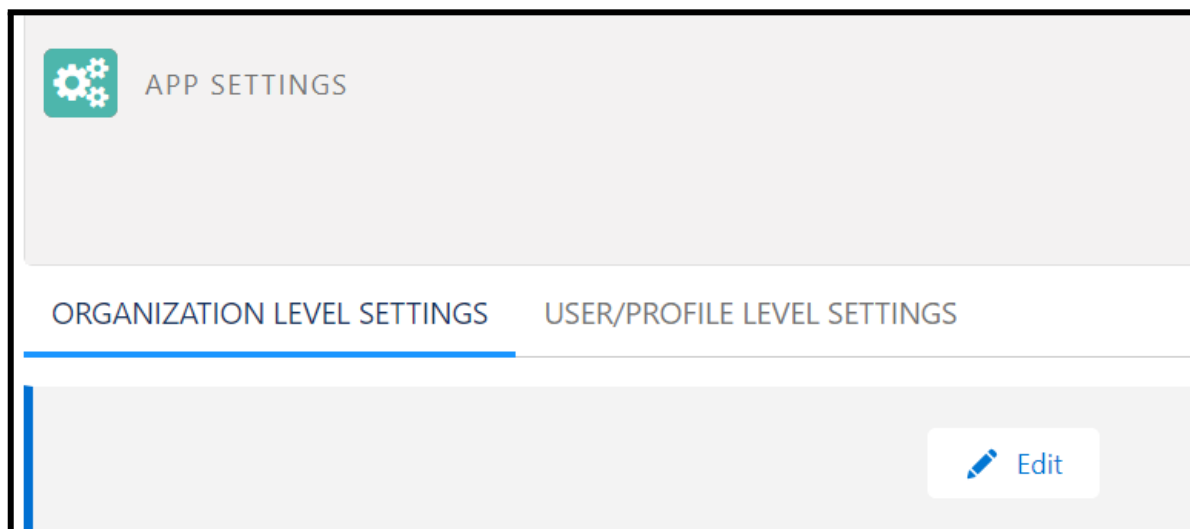 APP SETTINGS
ORGANIZATION LEVEL SETTINGS USER/PROFILE LEVEL SETTINGS
Edit